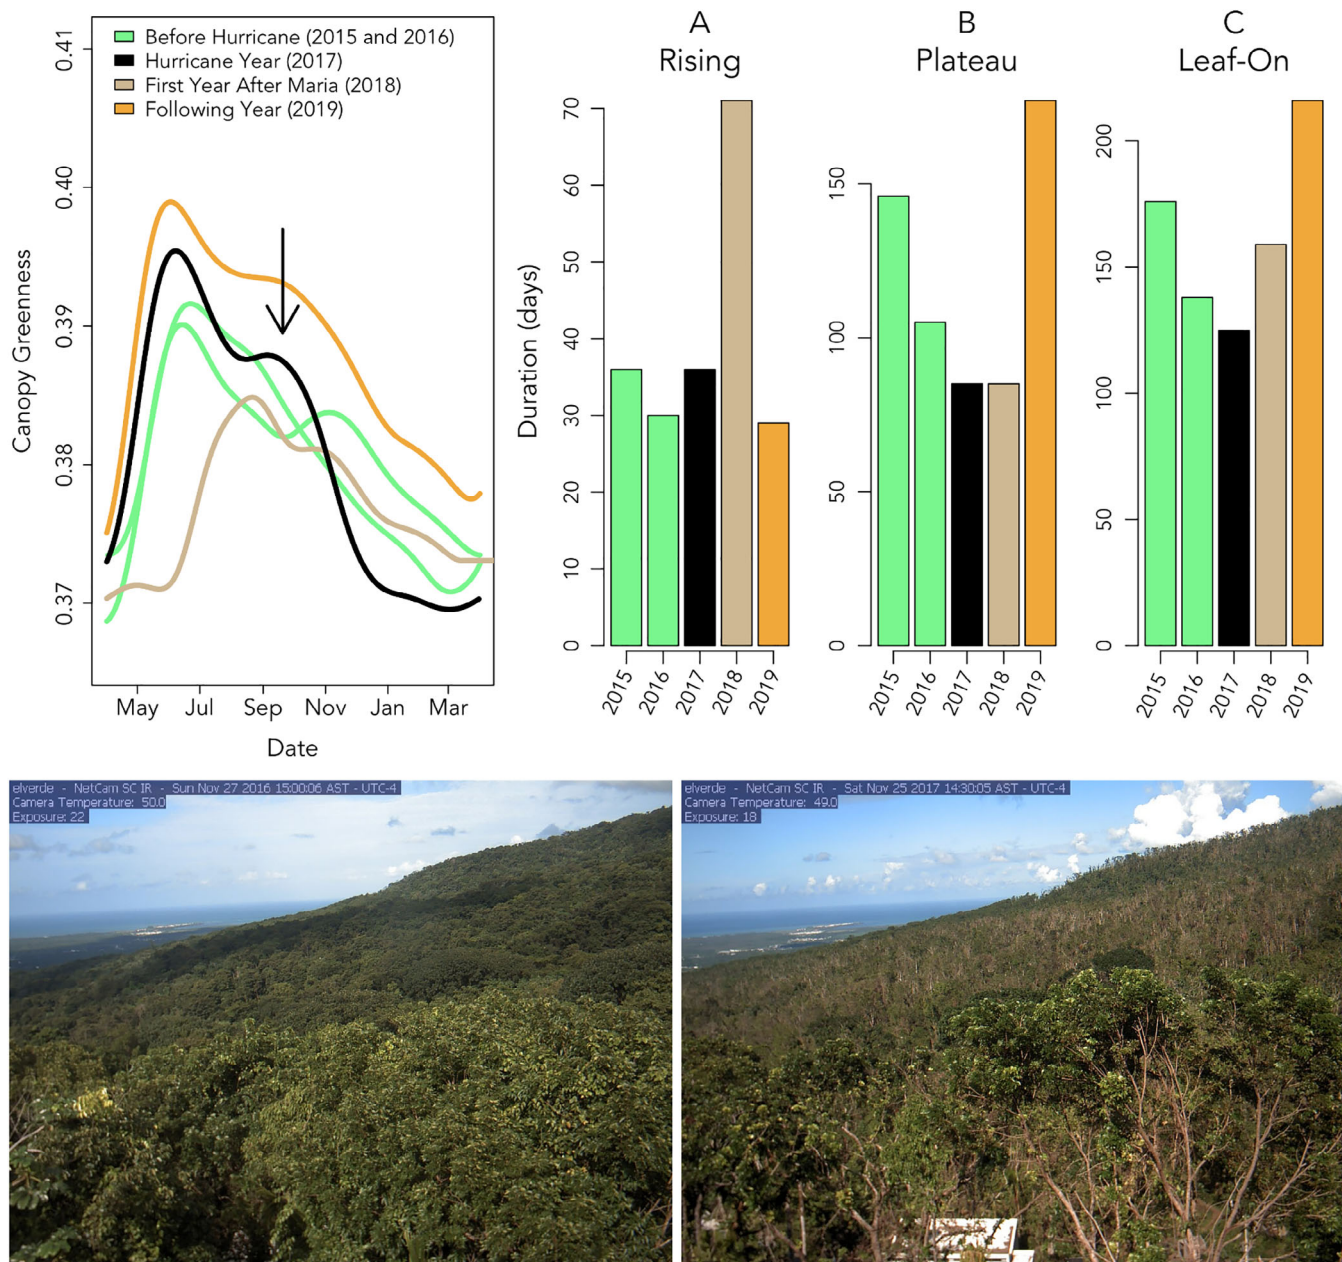 Before Hurricane (2015 and 2016)
Hurricane Year (2017)
First Year After Maria (2018)
Following Year (2019)
Canopy Greenness
0.41
0.40
0.39
0.38
0.37
May Jul Sep Nov Jan Mar
Date
A
Rising
Duration (days)
70
60
50
40
30
20
10
0
2015 2016 2017 2018 2019
B
Plateau
150
100
50
0
2015 2016 2017 2018 2019
C
Leaf-On
200
150
100
50
0
2015 2016 2017 2018 2019
elverde - NetCam SC IR - Sun Nov 27 2016 15:00:06 AST - UTC-4
Camera Temperature: 50.0
Exposure: 22
elverde - NetCam SC IR - Sat Nov 25 2017 14:30:05 AST - UTC-4
Camera Temperature: 49.0
Exposure: 18